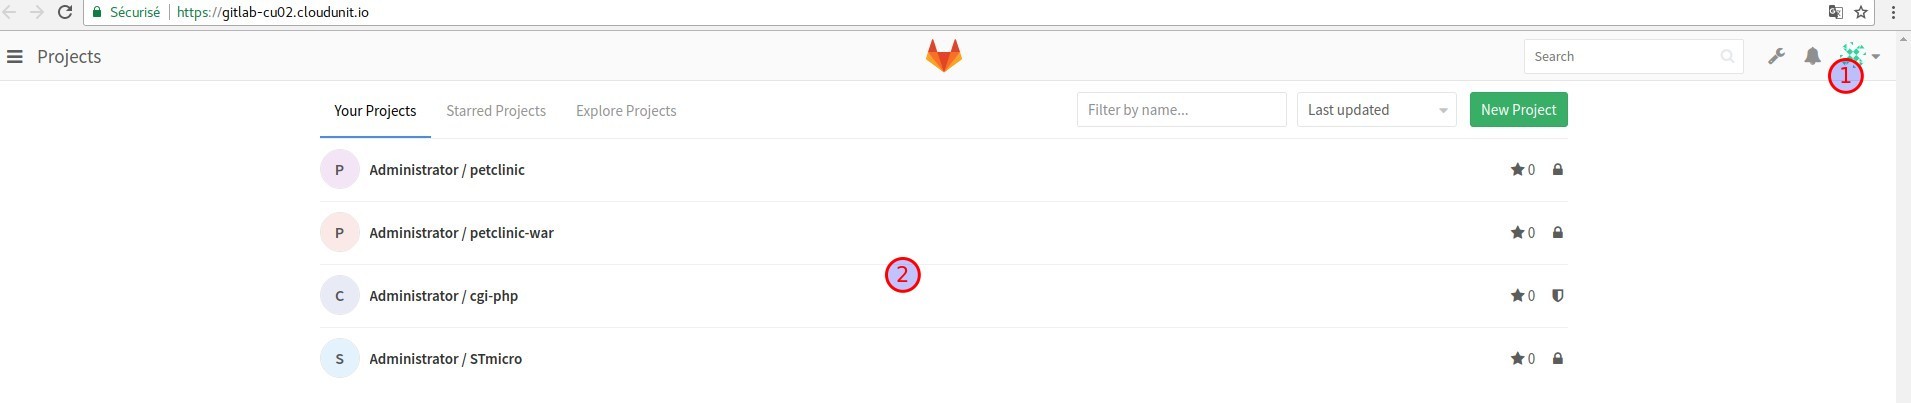 Sécurisé https://gitlab-cu02.cloudunit.io
Projects Search
1
Your Projects Starred Projects Explore Projects Filter by name... Last updated New Project
P Administrator / petclinic 0
P Administrator / petclinic-war 0
2
C Administrator / cgi-php 0
S Administrator / STmicro 0